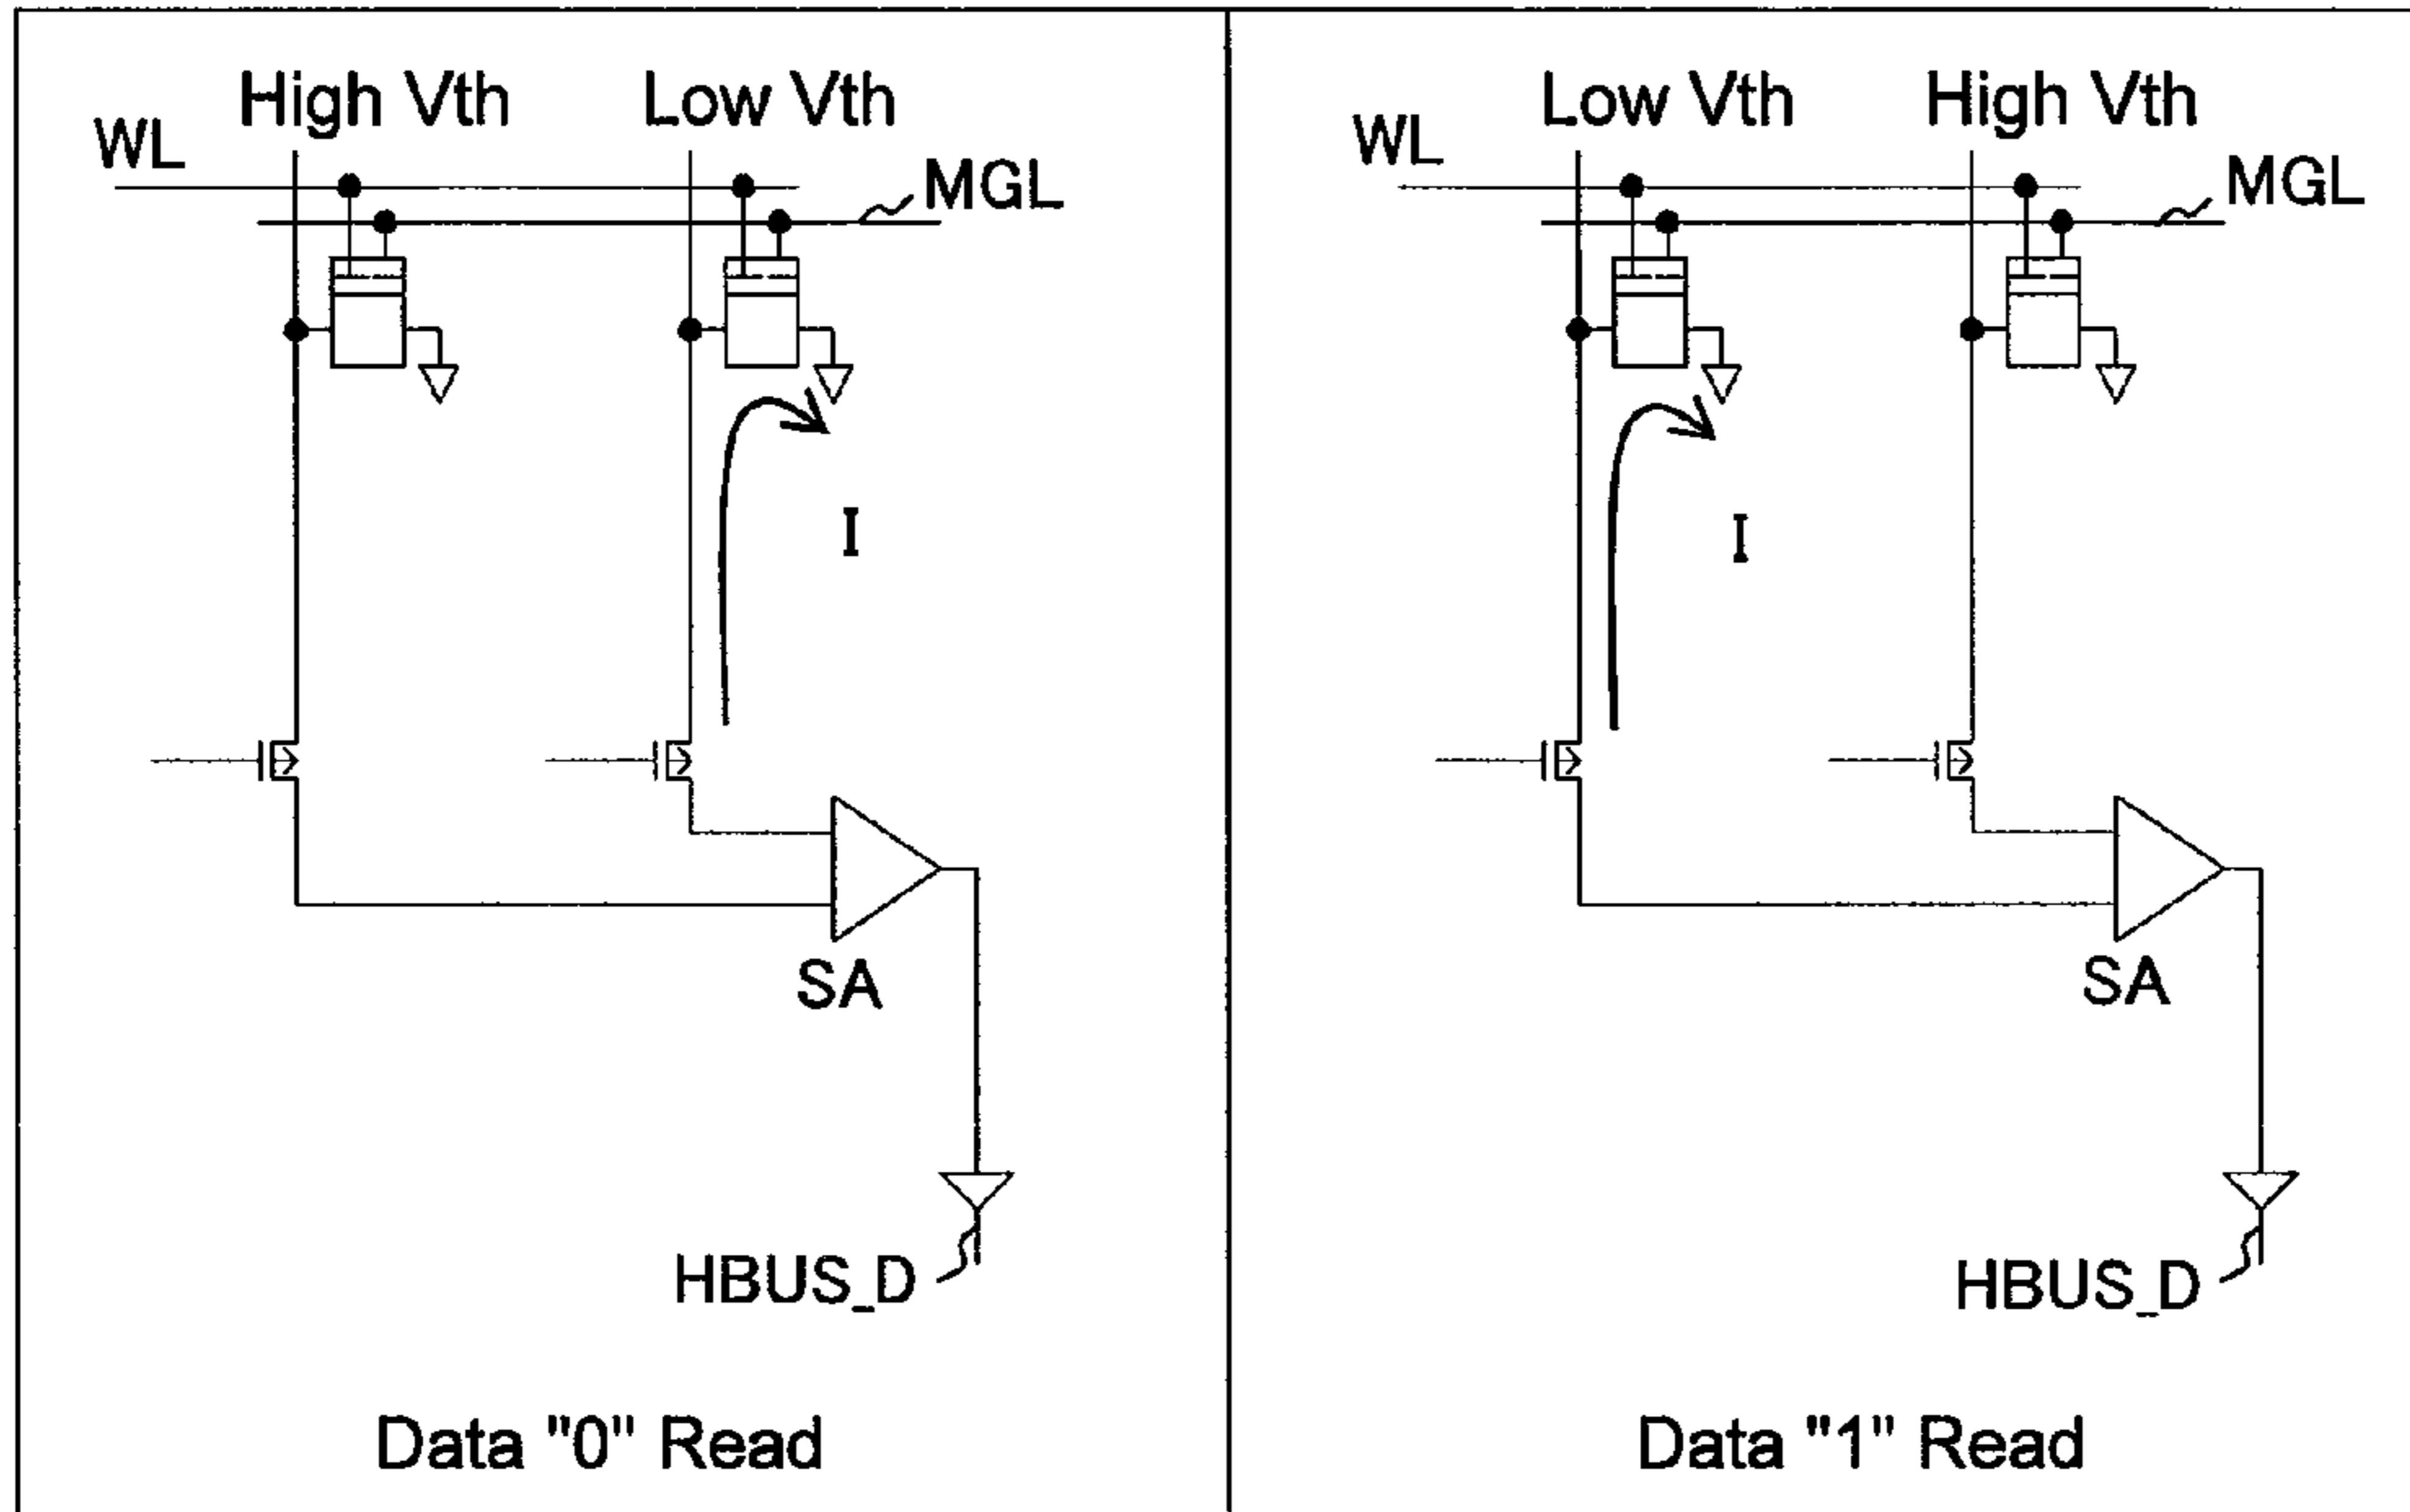 High Vth Low Vth
WL
MGL
I
SA
HBUS_D
Data "0" Read
Low Vth High Vth
WL
MGL
I
SA
HBUS_D
Data "1" Read